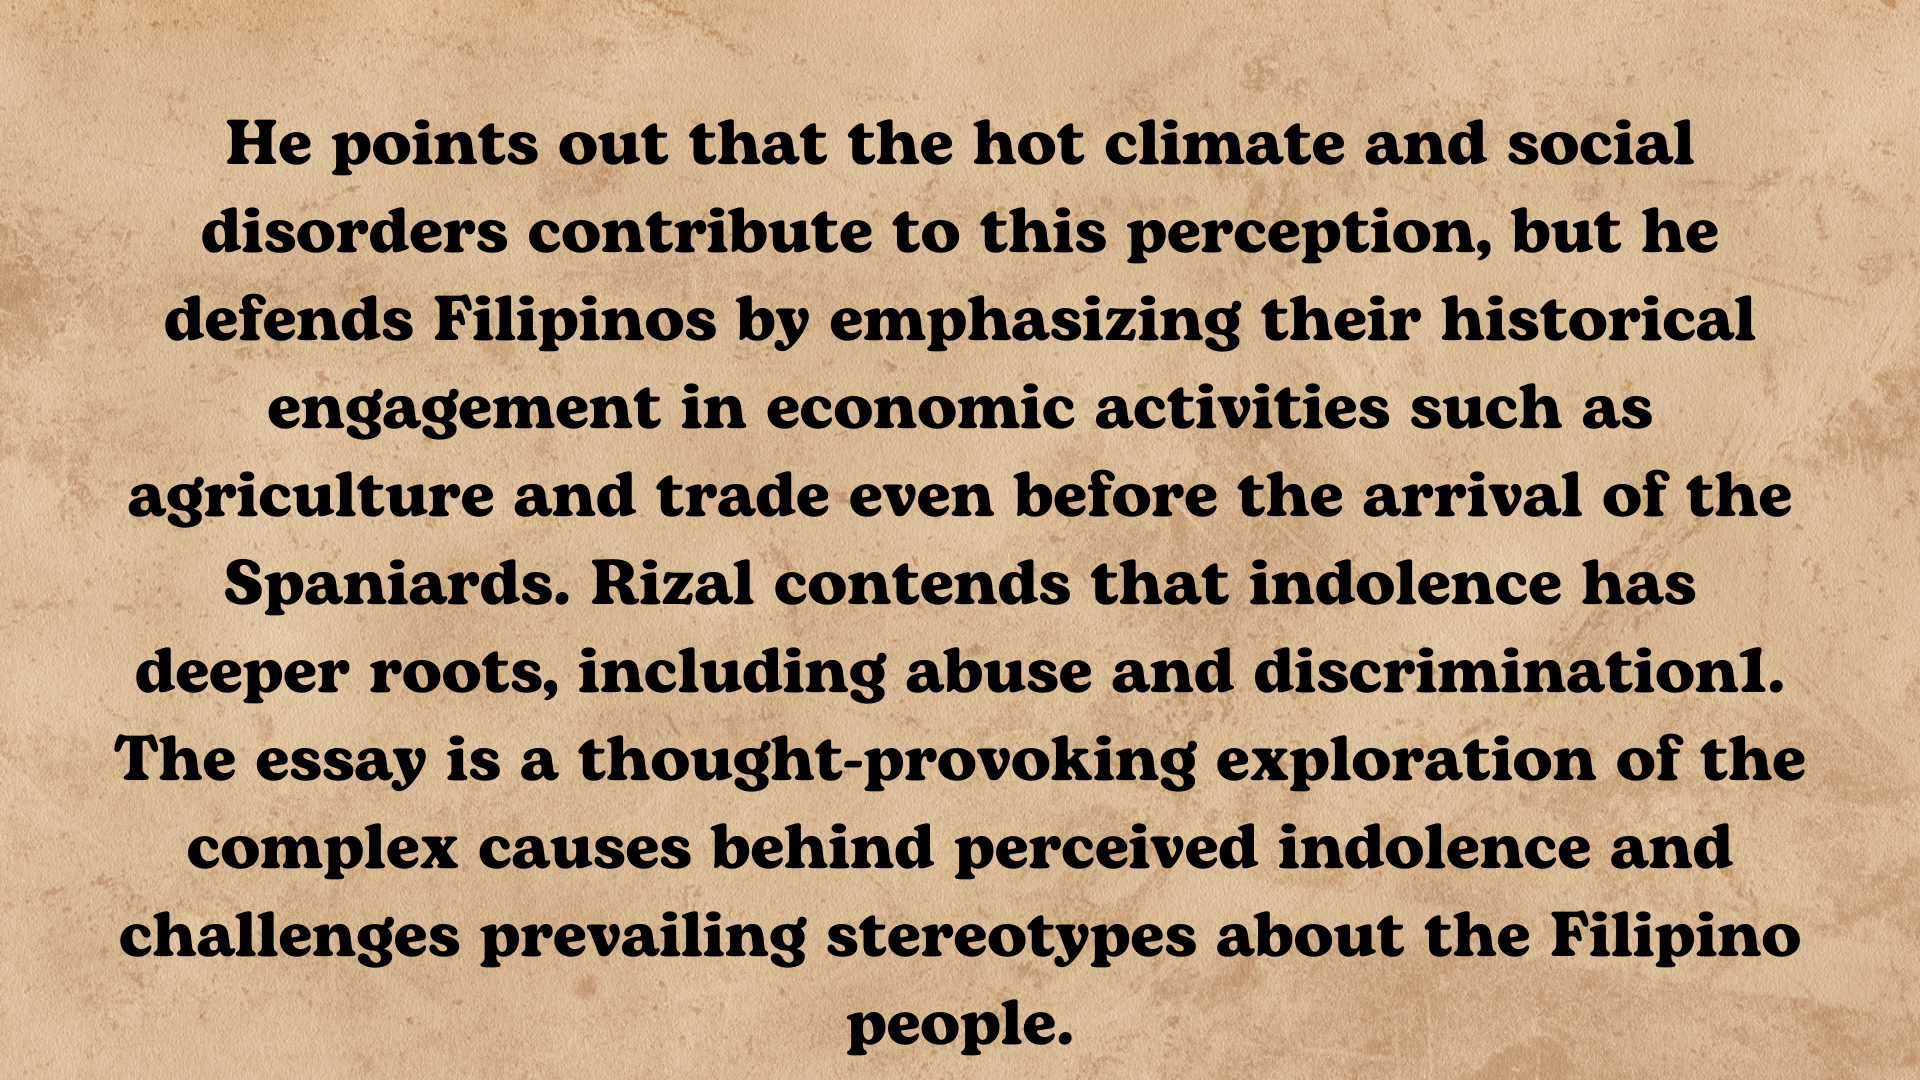 He points out that the hot climate and social
disorders contribute to this perception, but he
defends Filipinos by emphasizing their historical
engagement in economic activities such as
agriculture and trade even before the arrival of the
Spaniards. Rizal contends that indolence has
deeper roots, including abuse and discrimination1.
The essay is a thought-provoking exploration of the
complex causes behind perceived indolence and
challenges prevailing stereotypes about the Filipino
people.